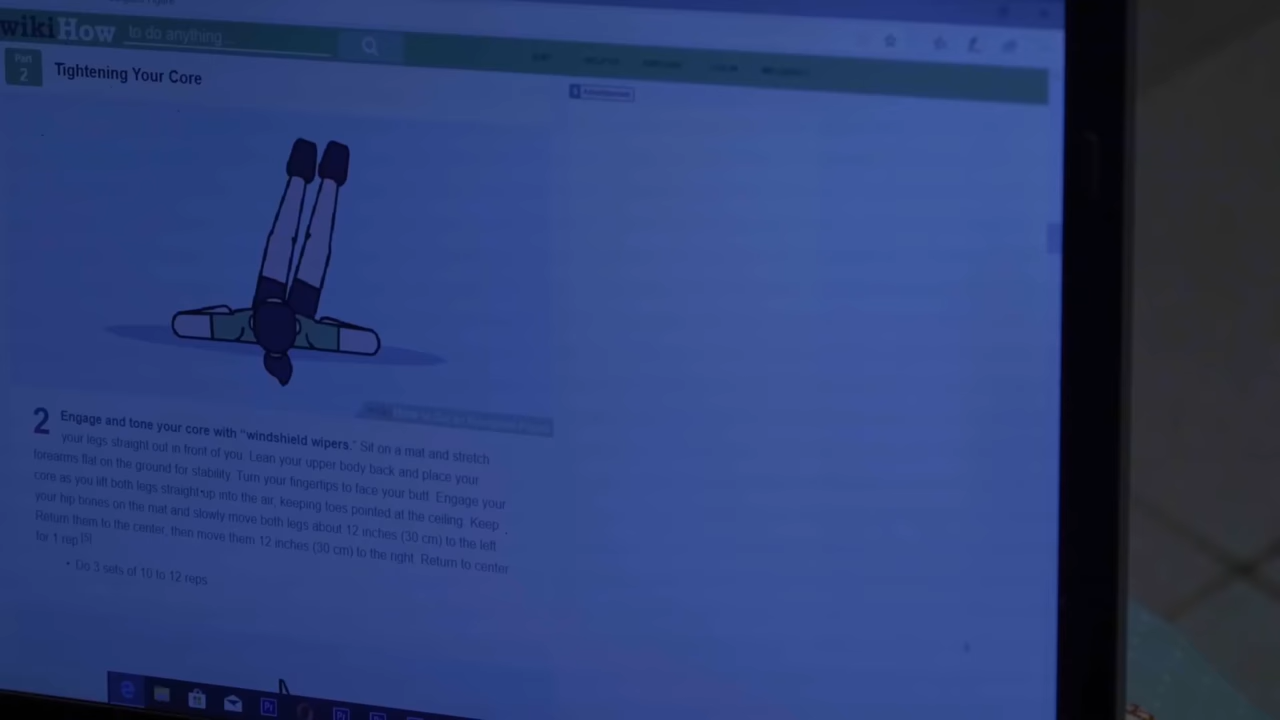 wikiHow to do anything...
Part
2
Tightening Your Core
2 Engage and tone your core with “windshield wipers.” Sit on a mat and stretch
your legs straight out in front of you. Lean your upper body back and place your
forearms flat on the ground for stability. Turn your fingertips to face your butt. Engage your
core as you lift both legs straight up into the air, keeping toes pointed at the ceiling. Keep
your hip bones on the mat and slowly move both legs about 12 inches (30 cm) to the left.
Return them to the center, then move them 12 inches (30 cm) to the right. Return to center
for 1 rep.[5]
• Do 3 sets of 10 to 12 reps
Pr
Pr